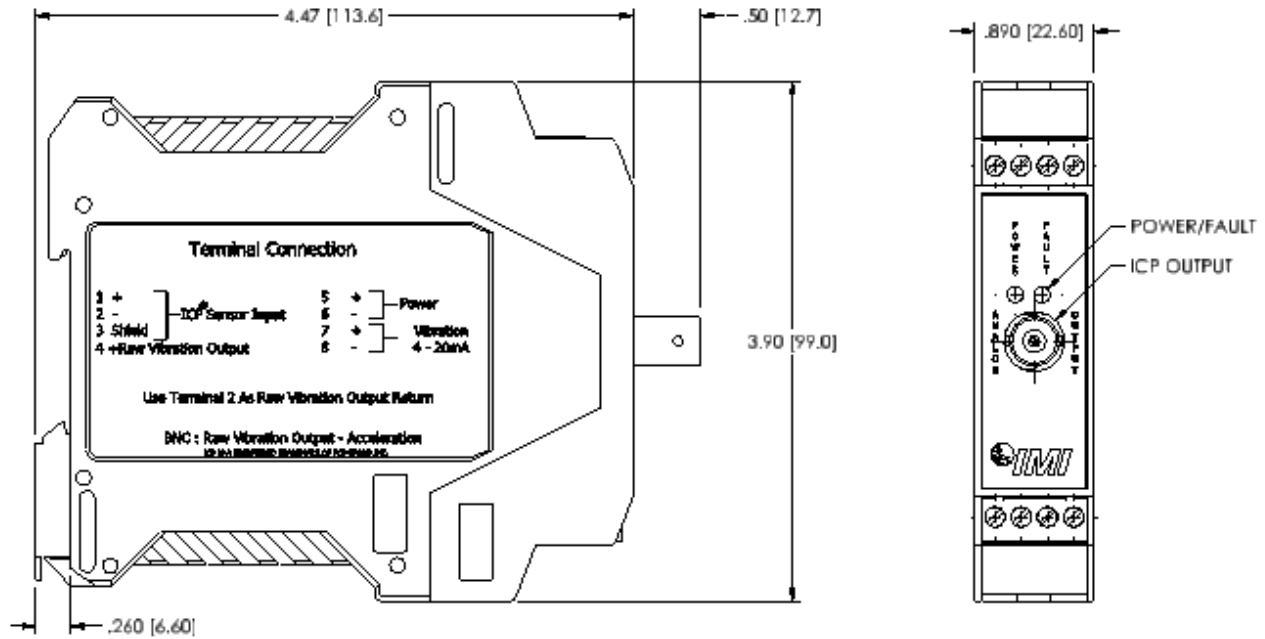 4.47 [113.6]
.50 [12.7]
.890 [22.60]
Terminal Connection
1 +
2 -
3 Shield
ICP® Sensor Input
4 +Raw Vibration Output
5 +
6 -
Power
7 +
8 -
Vibration
4 - 20mA
Use Terminal 2 As Raw Vibration Output Return
BNC : Raw Vibration Output - Acceleration
3.90 [99.0]
.260 [6.60]
POWER
FAULT
POWER/FAULT
ICP OUTPUT
ANALOG
OUTPUT
IMI